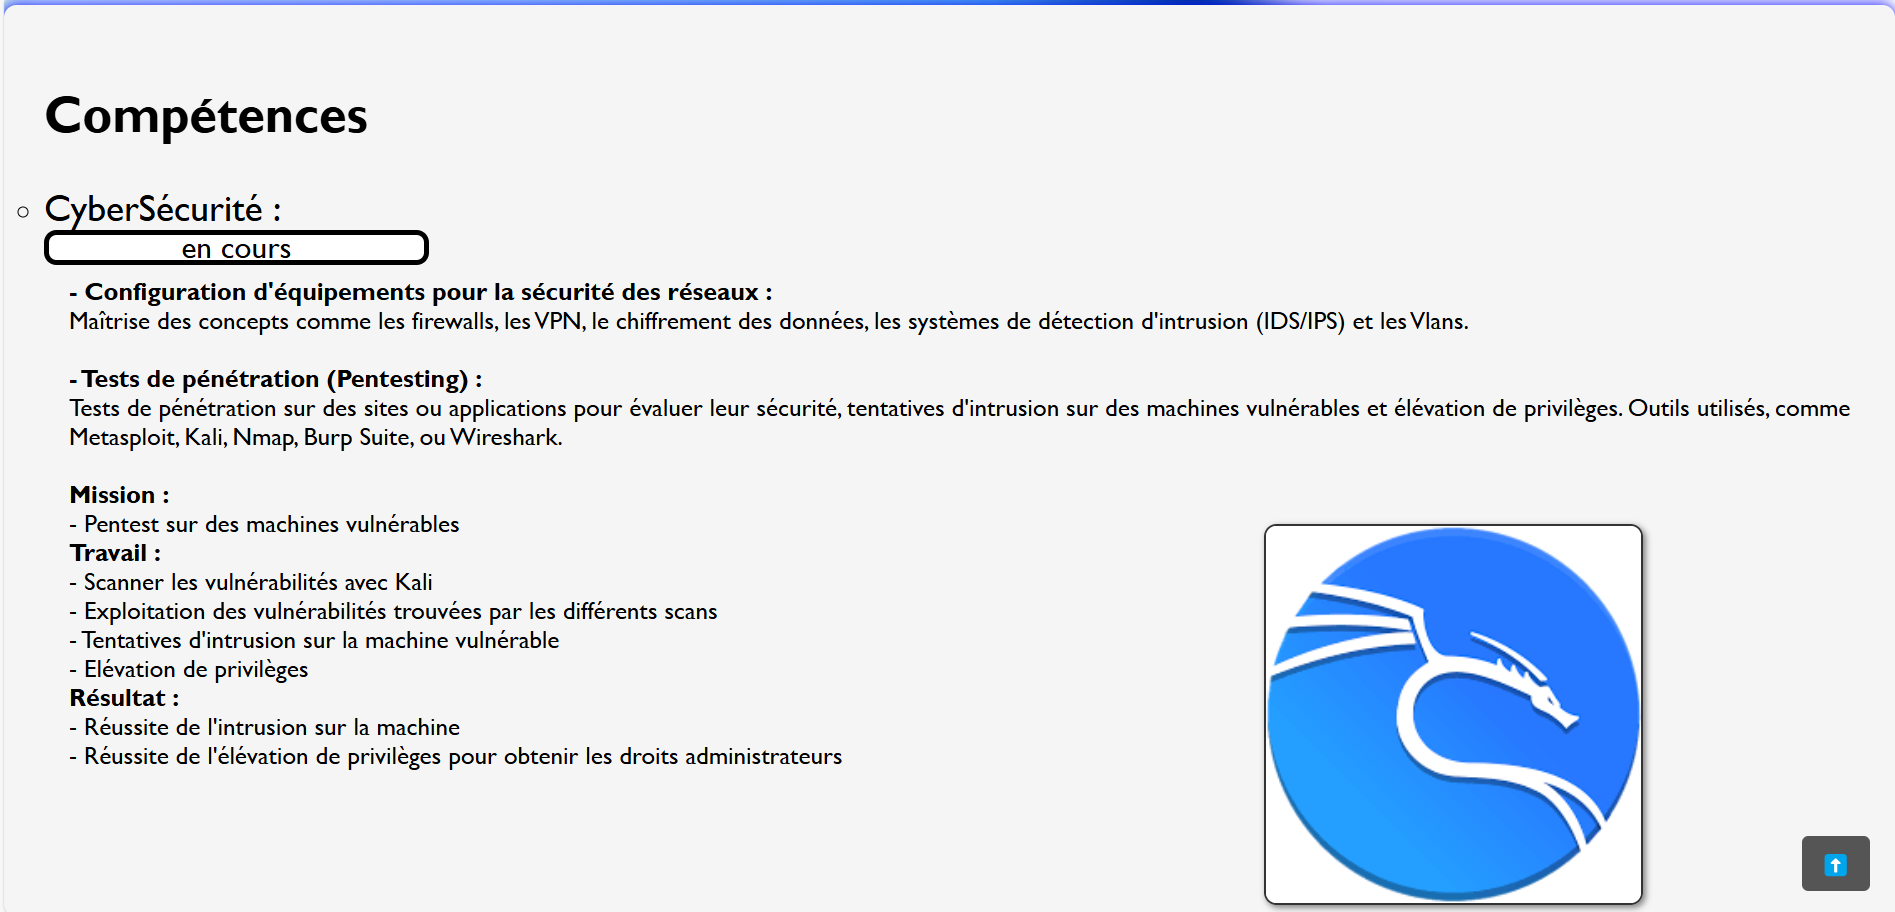 Compétences
CyberSécurité :
en cours
- Configuration d'équipements pour la sécurité des réseaux :
Maîtrise des concepts comme les firewalls, les VPN, le chiffrement des données, les systèmes de détection d'intrusion (IDS/IPS) et les Vlans.
- Tests de pénétration (Pentesting) :
Tests de pénétration sur des sites ou applications pour évaluer leur sécurité, tentatives d'intrusion sur des machines vulnérables et élévation de privilèges. Outils utilisés, comme
Metasploit, Kali, Nmap, Burp Suite, ou Wireshark.
Mission :
- Pentest sur des machines vulnérables
Travail :
- Scanner les vulnérabilités avec Kali
- Exploitation des vulnérabilités trouvées par les différents scans
- Tentatives d'intrusion sur la machine vulnérable
- Elévation de privilèges
Résultat :
- Réussite de l'intrusion sur la machine
- Réussite de l'élévation de privilèges pour obtenir les droits administrateurs